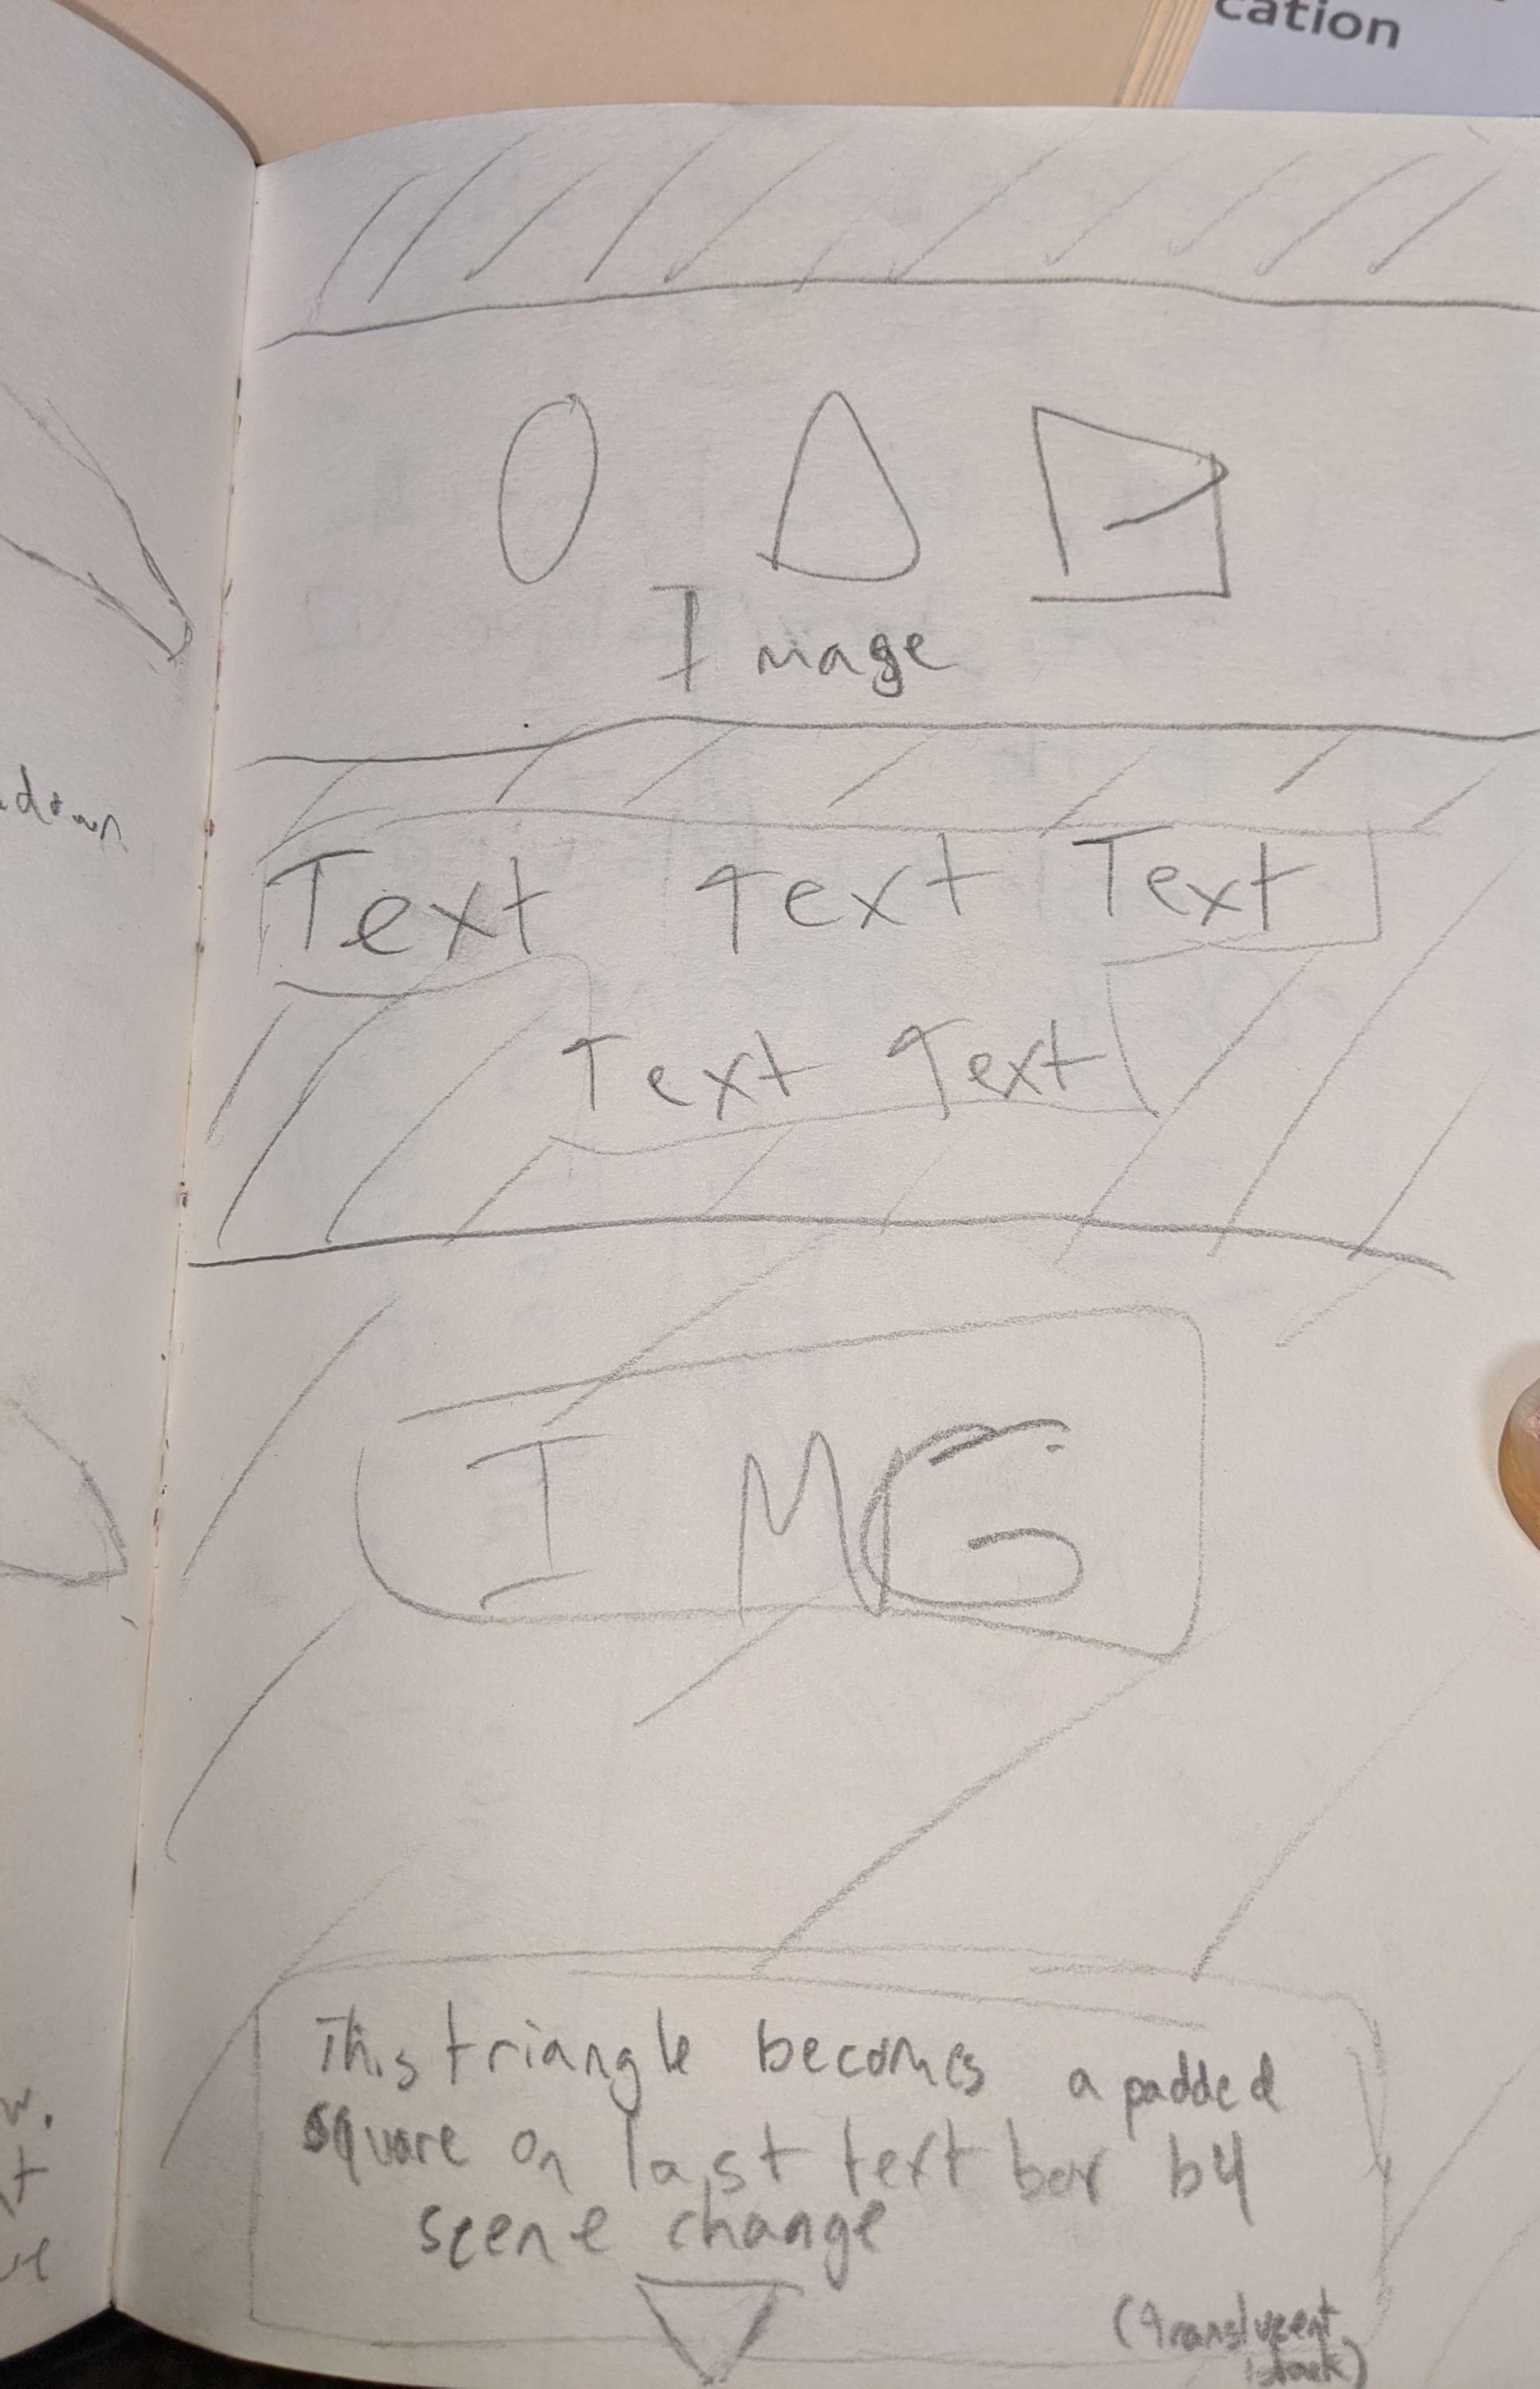 cation
Image
Text Text Text
Text Text
IMG
This triangle becomes a padded
square on last text box b4
scene change
(translucent
black)
down
w.